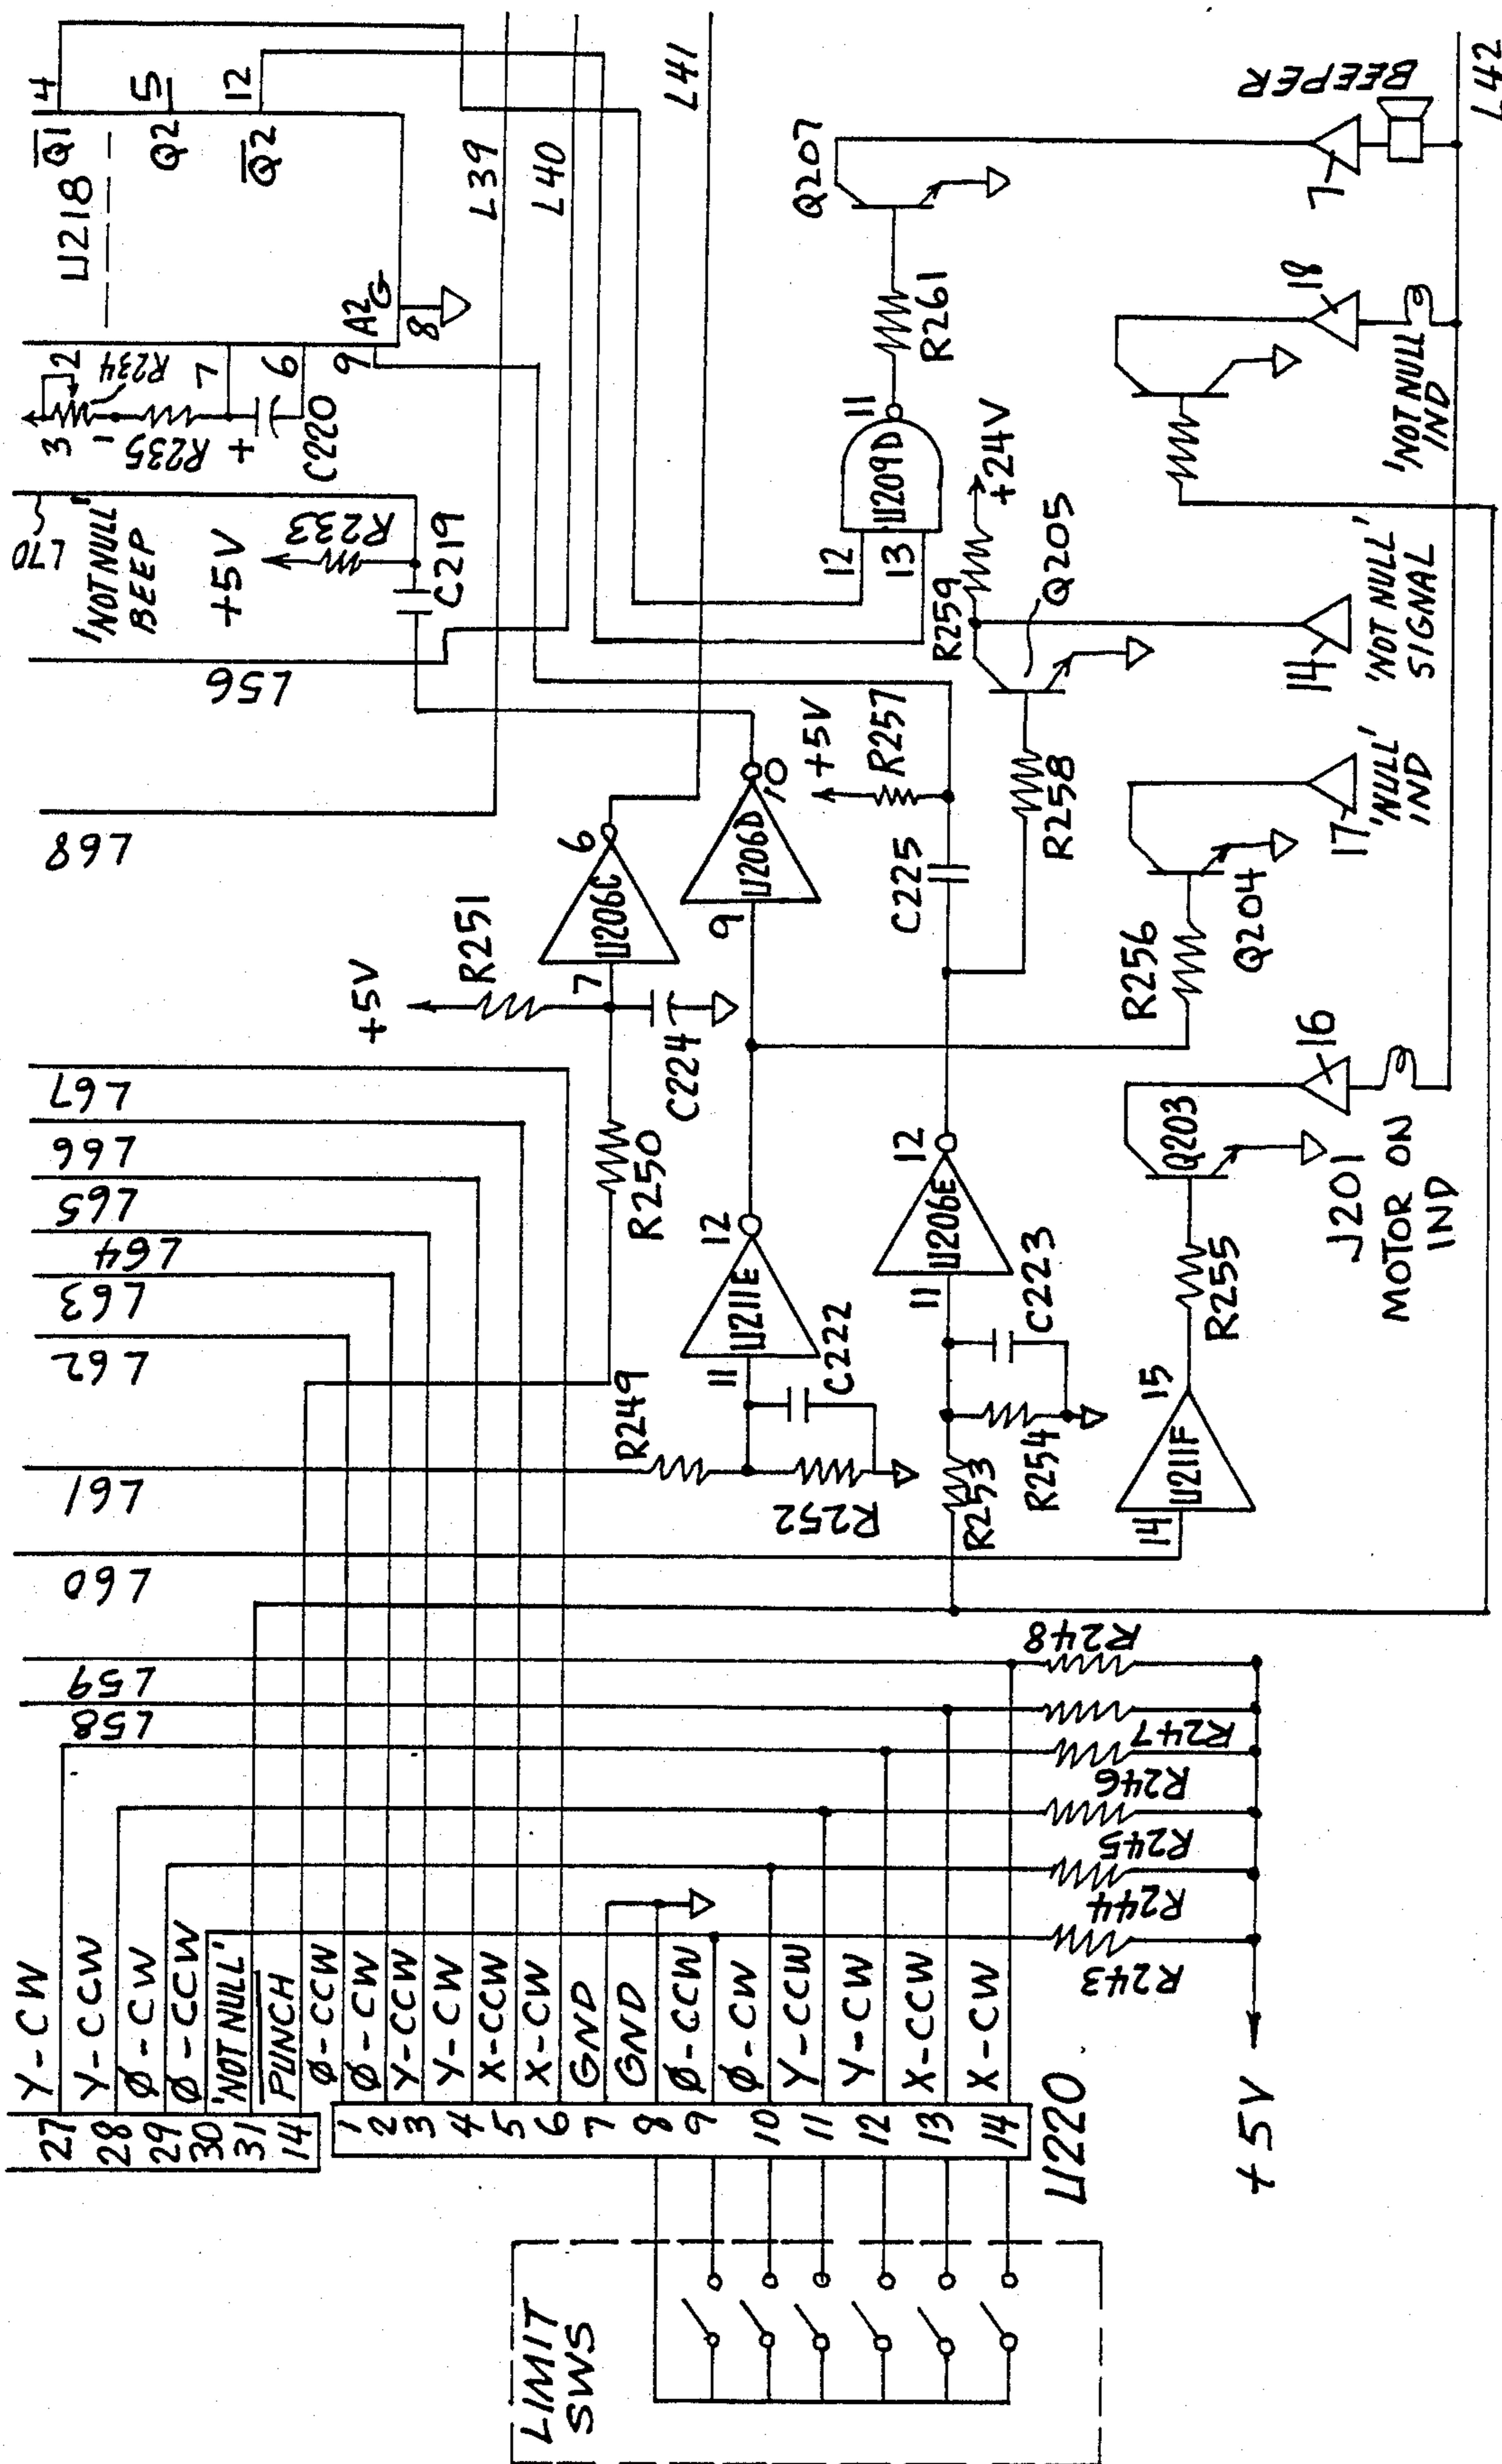 LIMIT
SWS
27 Y-CW
28 Y-CCW
29 Ø-CW
30 Ø-CCW
31 'NOT NULL'
14 PUNCH
1 Ø-CCW
2 Ø-CW
3 Y-CCW
4 Y-CW
5 X-CCW
6 X-CW
7 GND
8 GND
9 Ø-CCW
10 Ø-CW
11 Y-CCW
12 Y-CW
13 X-CCW
14 X-CW
U220
+5V
R243
R244
R245
R246
R247
R248
L58
L59
L60
L61
L62
L63
L64
L65
L66
L67
L68
L56
L70
'NOT NULL'
BEEP
+5V
R233
C219
R249
R252
11
U211E
12
C222
R250
+5V
R251
C224
7
U206C
6
9
U206D
10
R253
R254
11
U206E
12
C223
14
U211F
15
R255
Q203
J201
MOTOR ON
IND
16
R256
Q204
17
'NULL'
IND
C225
+5V
R257
R258
Q205
R259
+24V
14
'NOT NULL'
SIGNAL
12
13
U209D
11
R261
Q207
'NOT NULL'
IND
18
7
BEEPER
L42
L41
L40
L39
3
1
2
R234
R235
+
C220
7
6
9
A2
G
8
U218
Q1
4
Q2
5
Q2
12